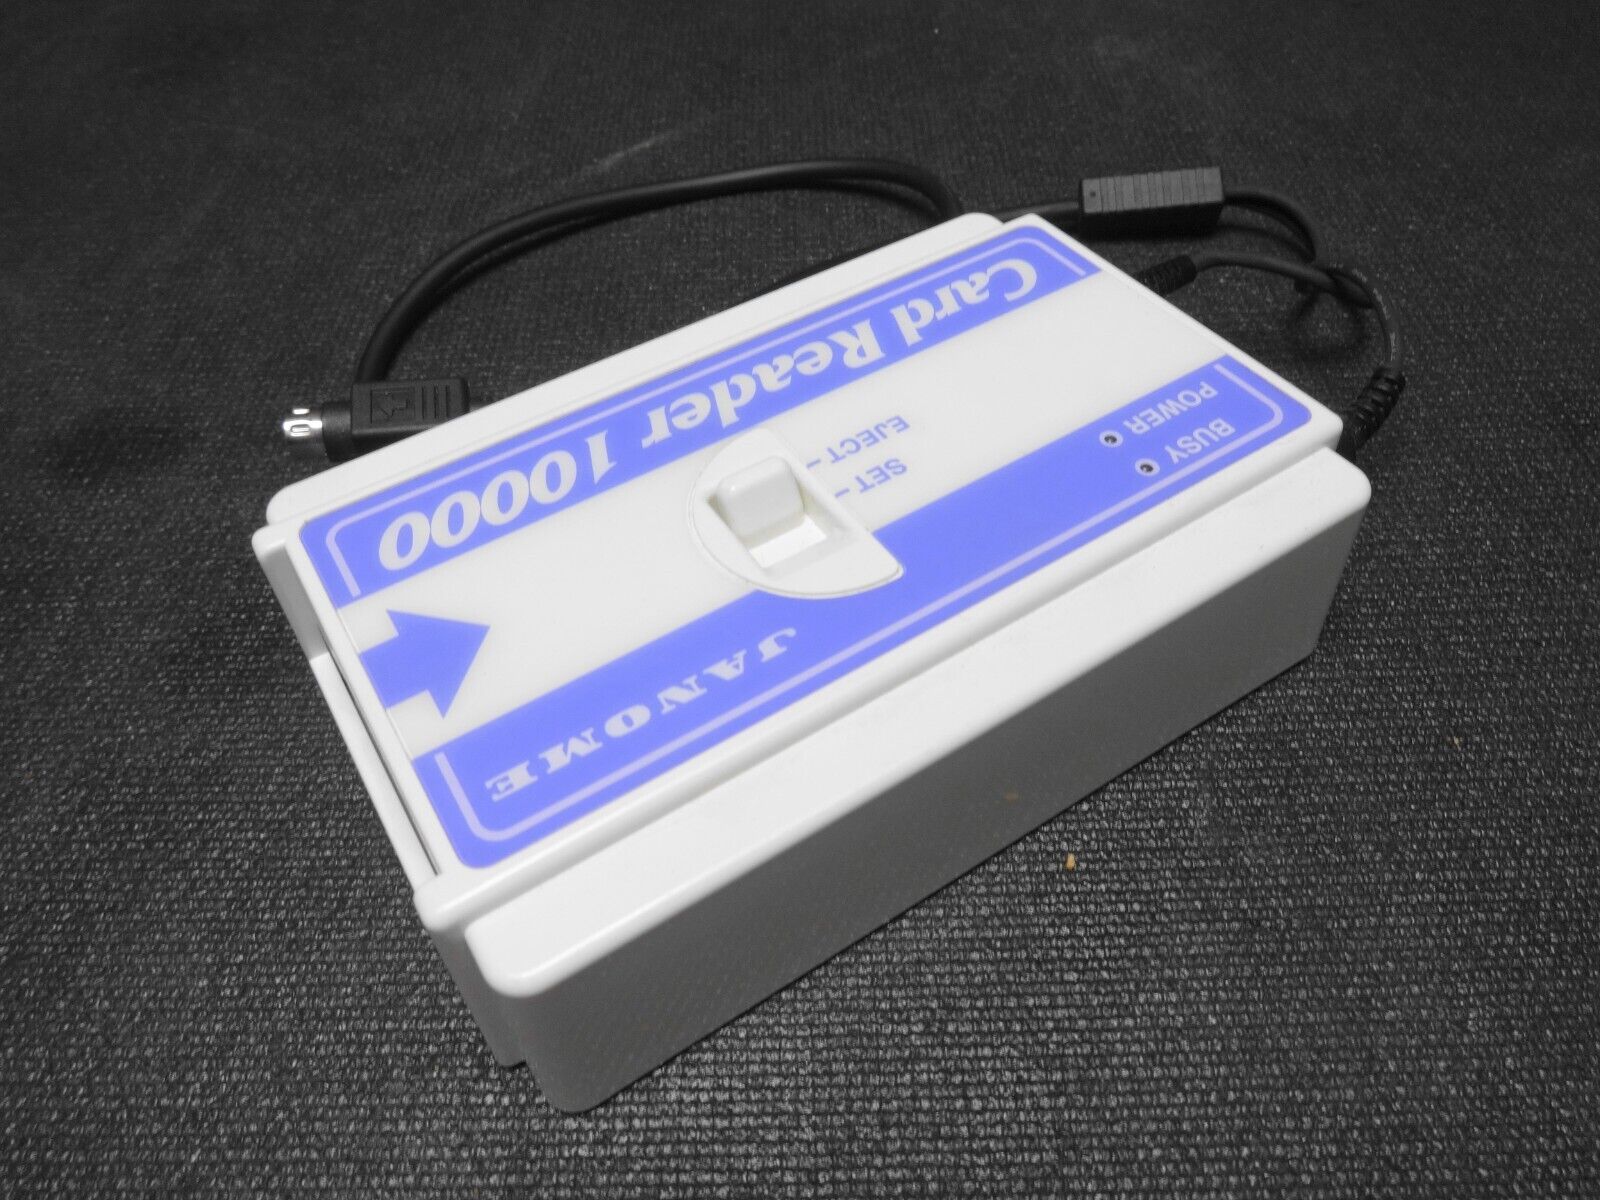 Card Reader 10000
EJECT –
SET –
POWER
BUSY
JANOME